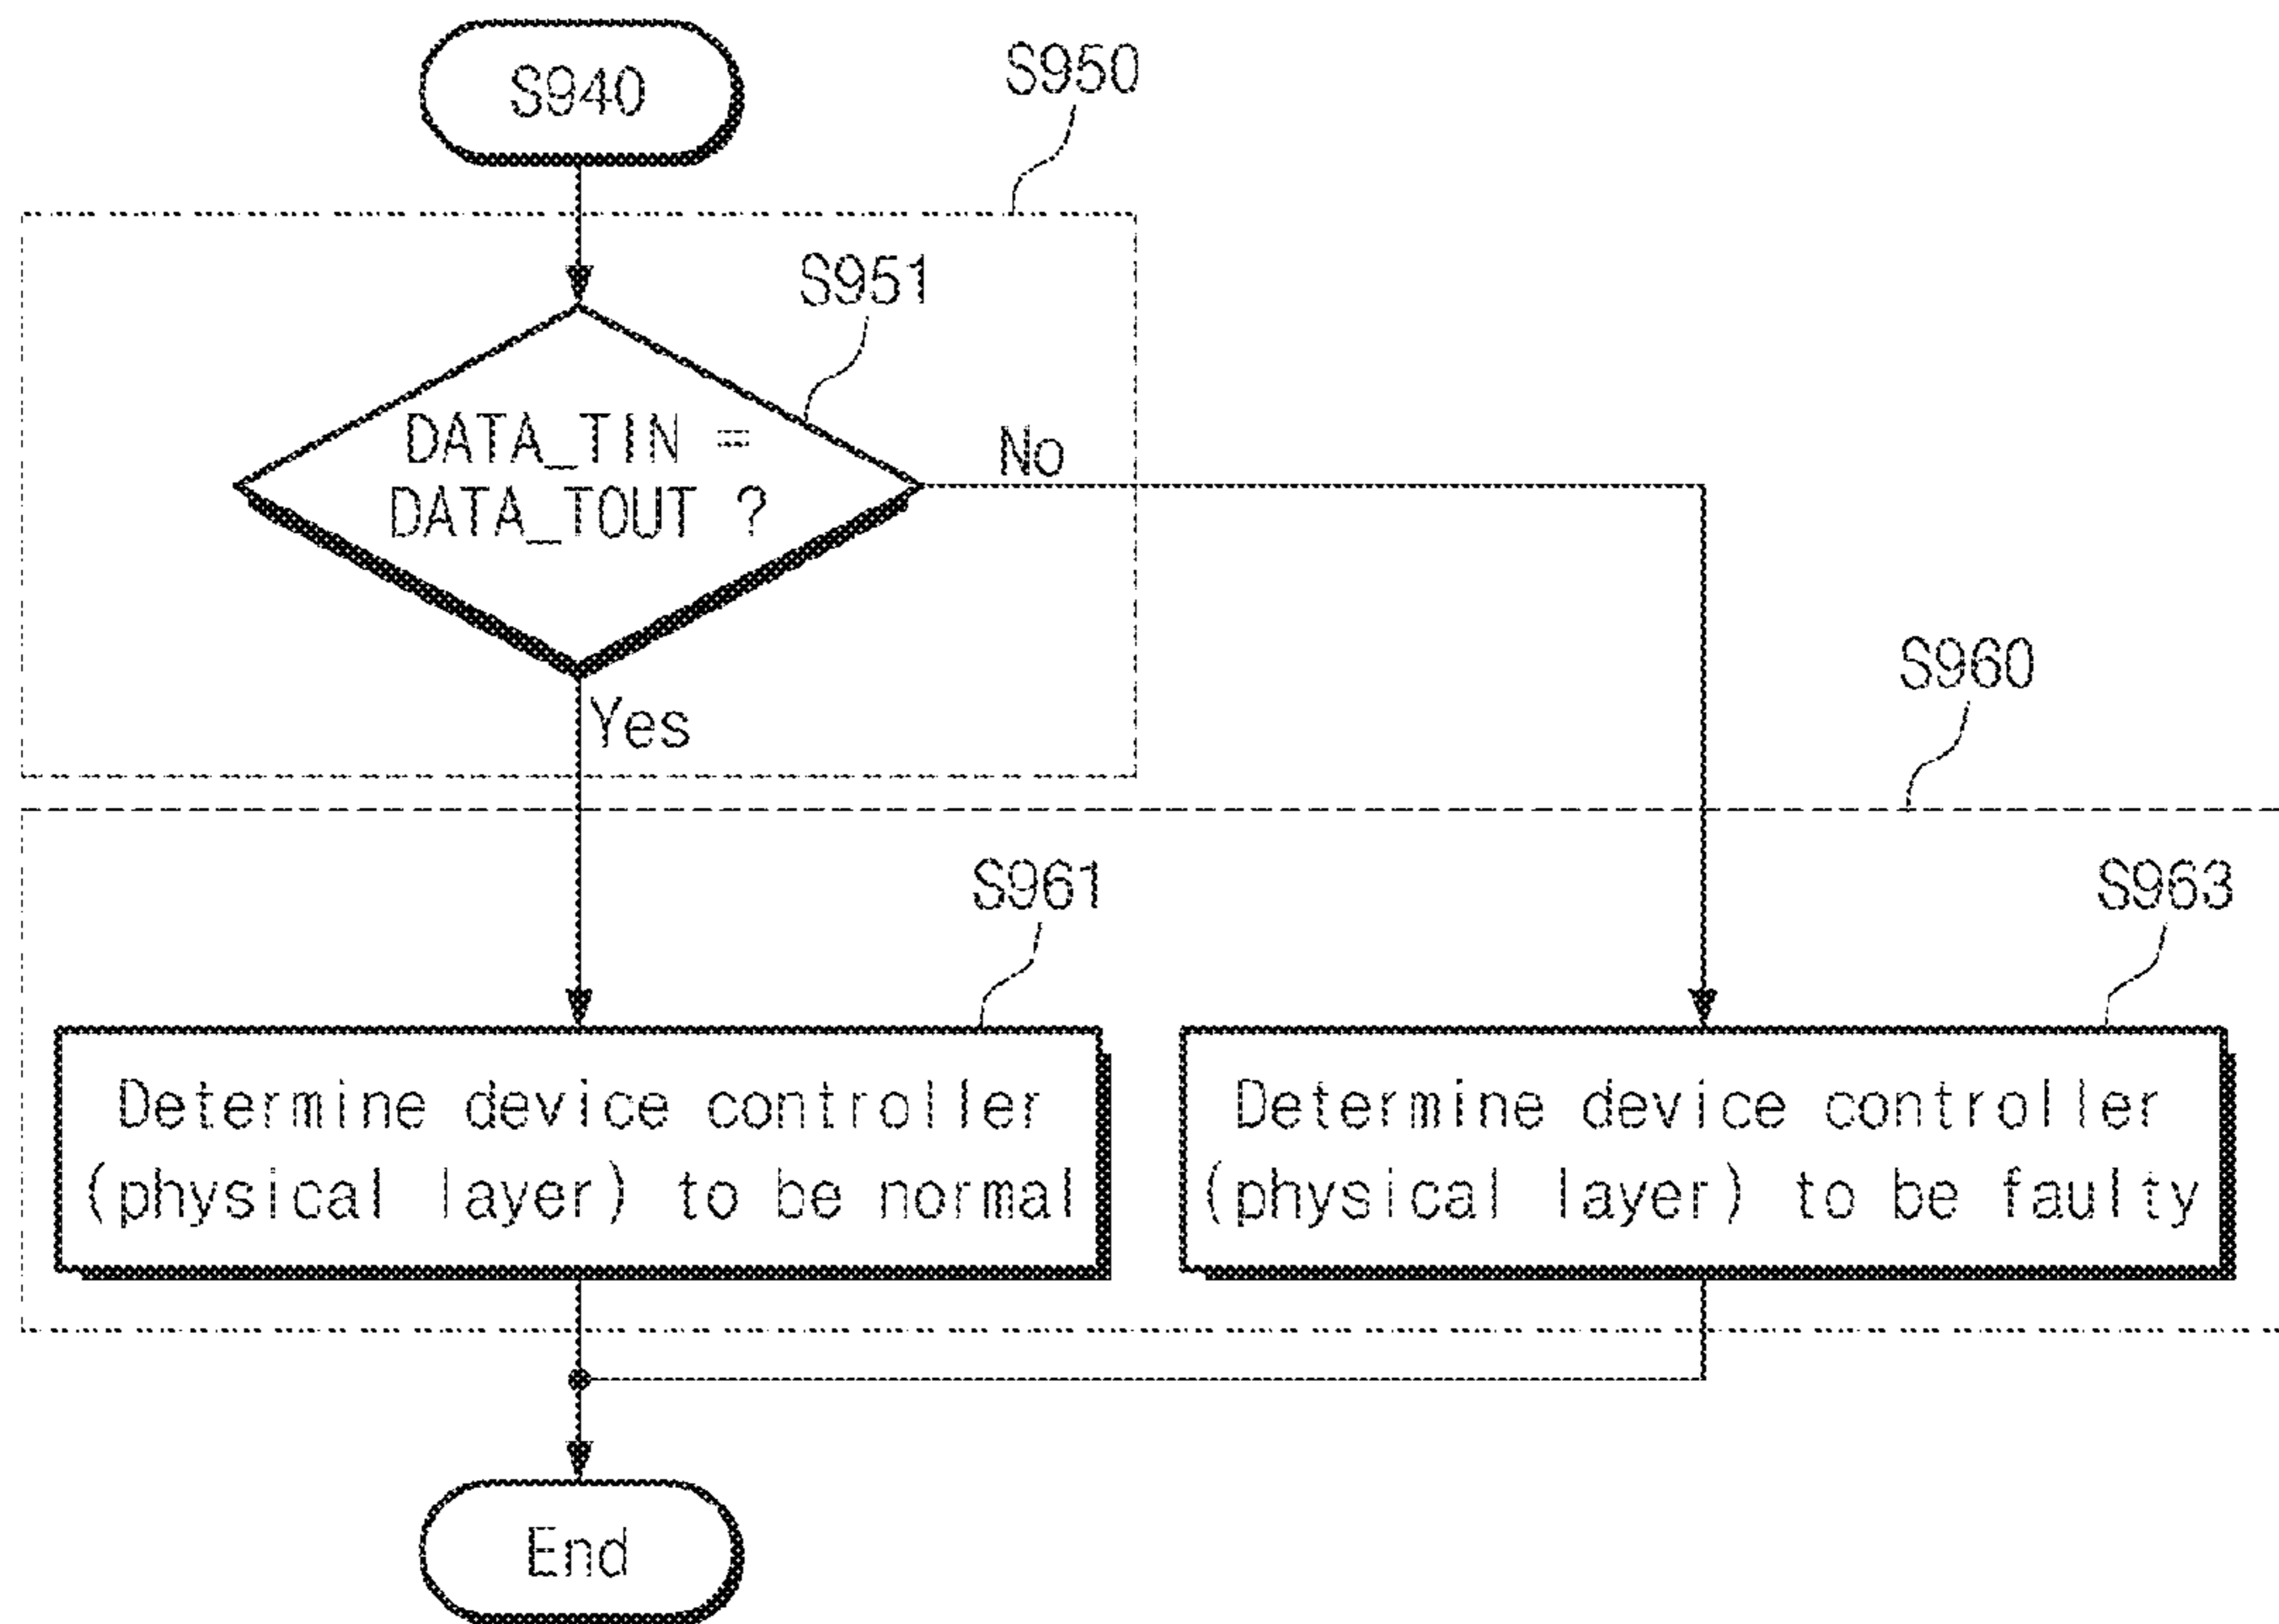 S940
S950
S951
DATA_TIN =
DATA_TOUT ?
No
Yes
S960
S961
S963
Determine device controller
(physical layer) to be normal
Determine device controller
(physical layer) to be faulty
End